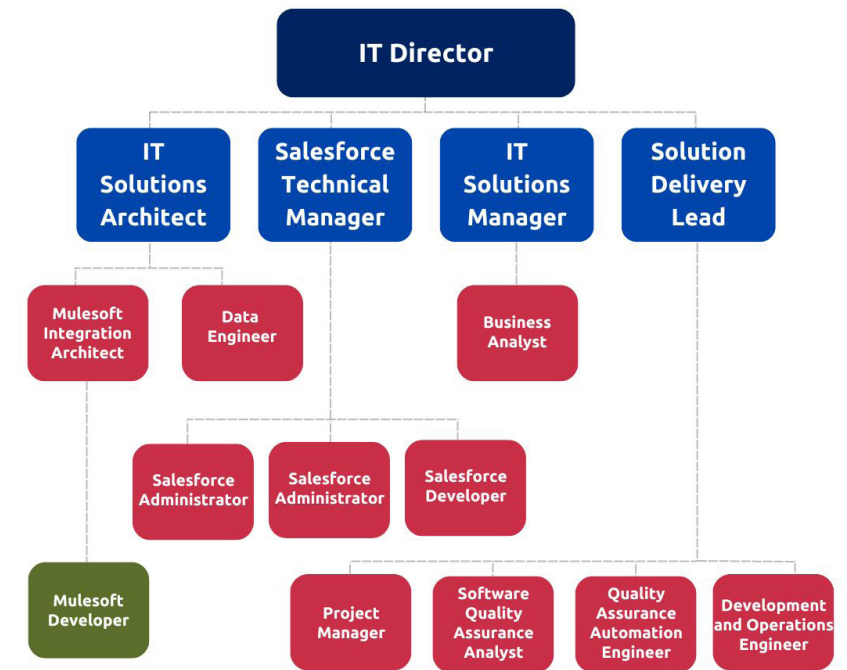 IT Director
IT
Solutions
Architect
Salesforce
Technical
Manager
IT
Solutions
Manager
Solution
Delivery
Lead
Mulesoft
Integration
Architect
Data
Engineer
Business
Analyst
Salesforce
Administrator
Salesforce
Administrator
Salesforce
Developer
Mulesoft
Developer
Project
Manager
Software
Quality
Assurance
Analyst
Quality
Assurance
Automation
Engineer
Development
and Operations
Engineer